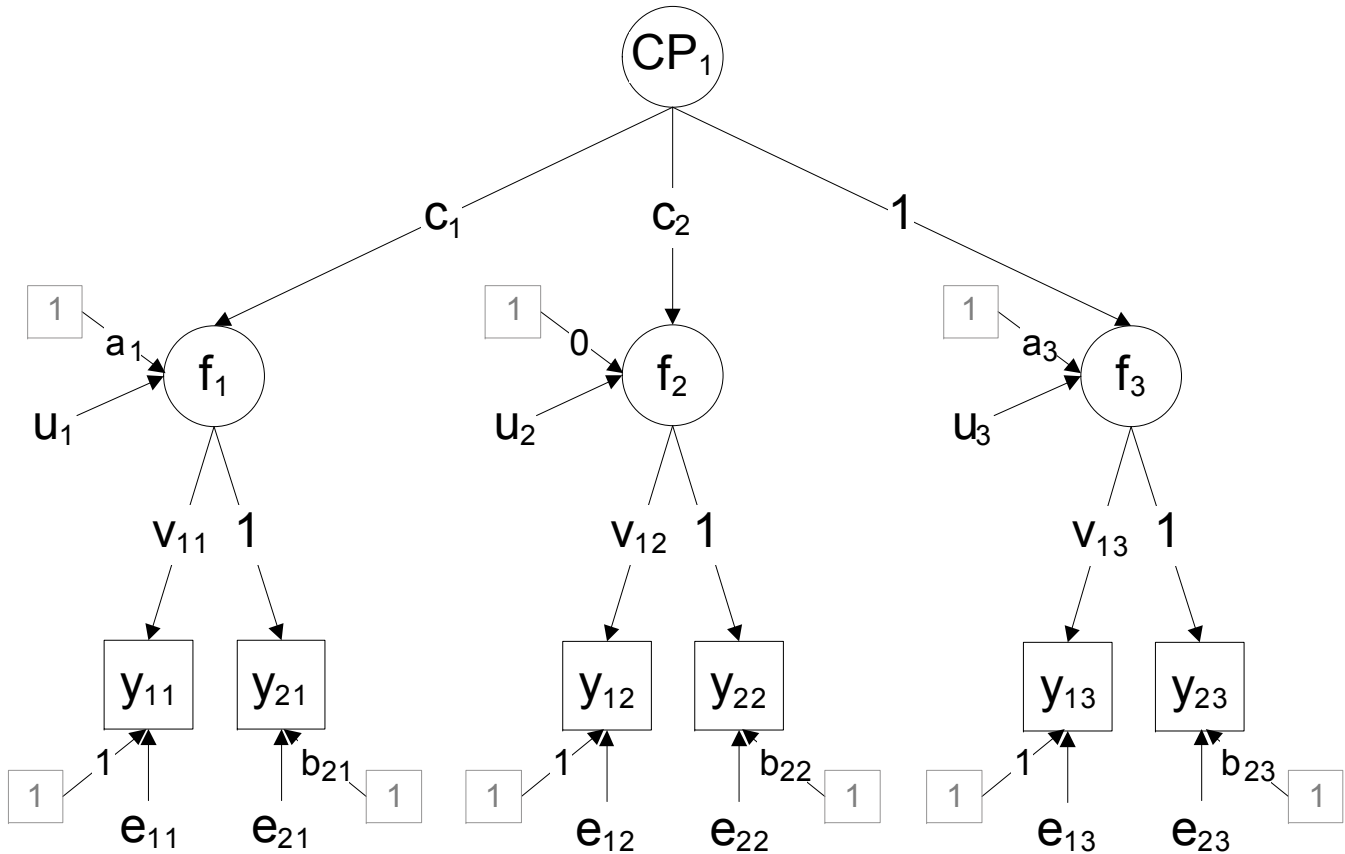 CP₁
c₁ c₂ 1
1 1 1
a₁ 0 a₃
f₁ f₂ f₃
u₁ u₂ u₃
v₁₁ 1 v₁₂ 1 v₁₃ 1
y₁₁ y₂₁ y₁₂ y₂₂ y₁₃ y₂₃
1 b₂₁ 1 b₂₂ 1 b₂₃
1 1 1 1 1 1
e₁₁ e₂₁ e₁₂ e₂₂ e₁₃ e₂₃